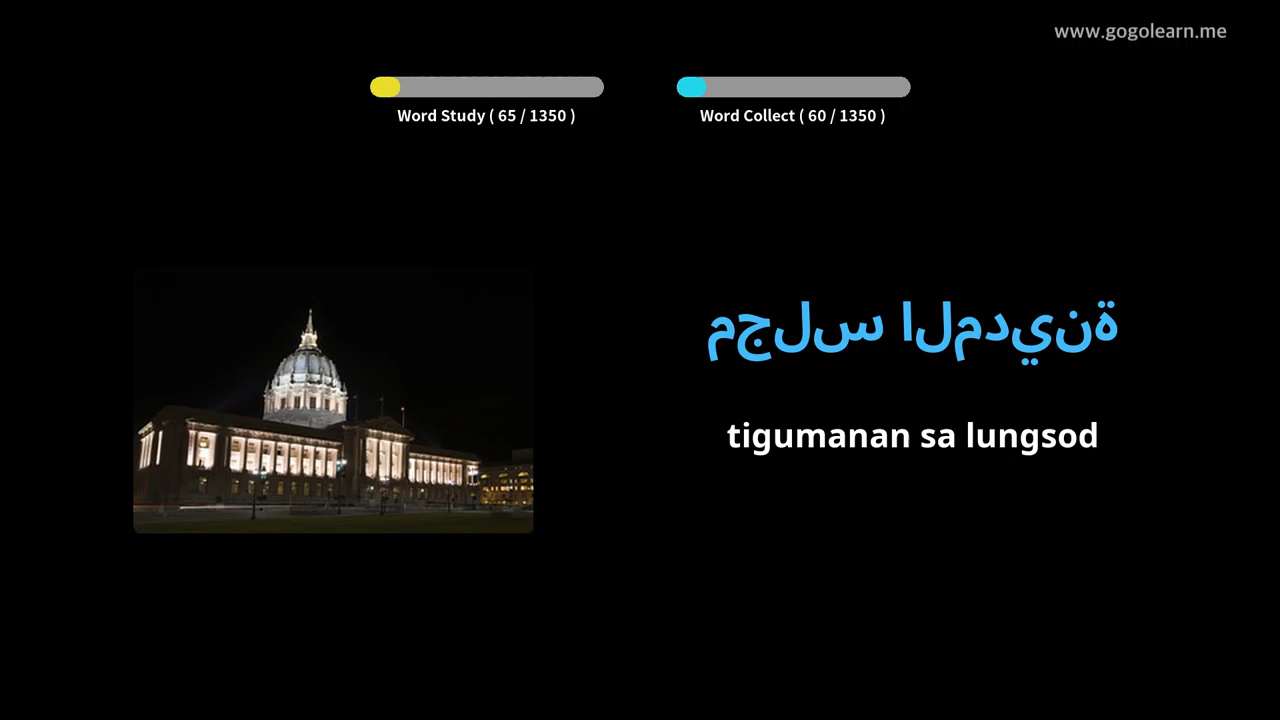 www.gogolearn.me
Word Study ( 65 / 1350 )
Word Collect ( 60 / 1350 )
مجلس المدينة
tigumanan sa lungsod